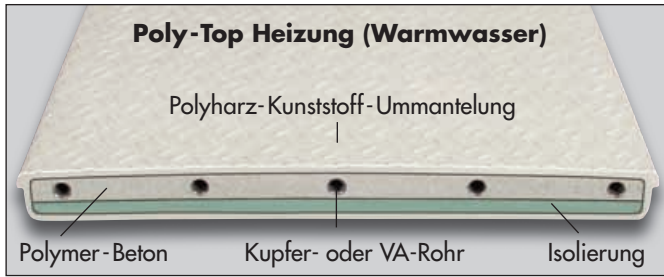 Poly-Top Heizung (Warmwasser)
Polyharz-Kunststoff-Ummantelung
Polymer-Beton
Kupfer- oder VA-Rohr
Isolierung